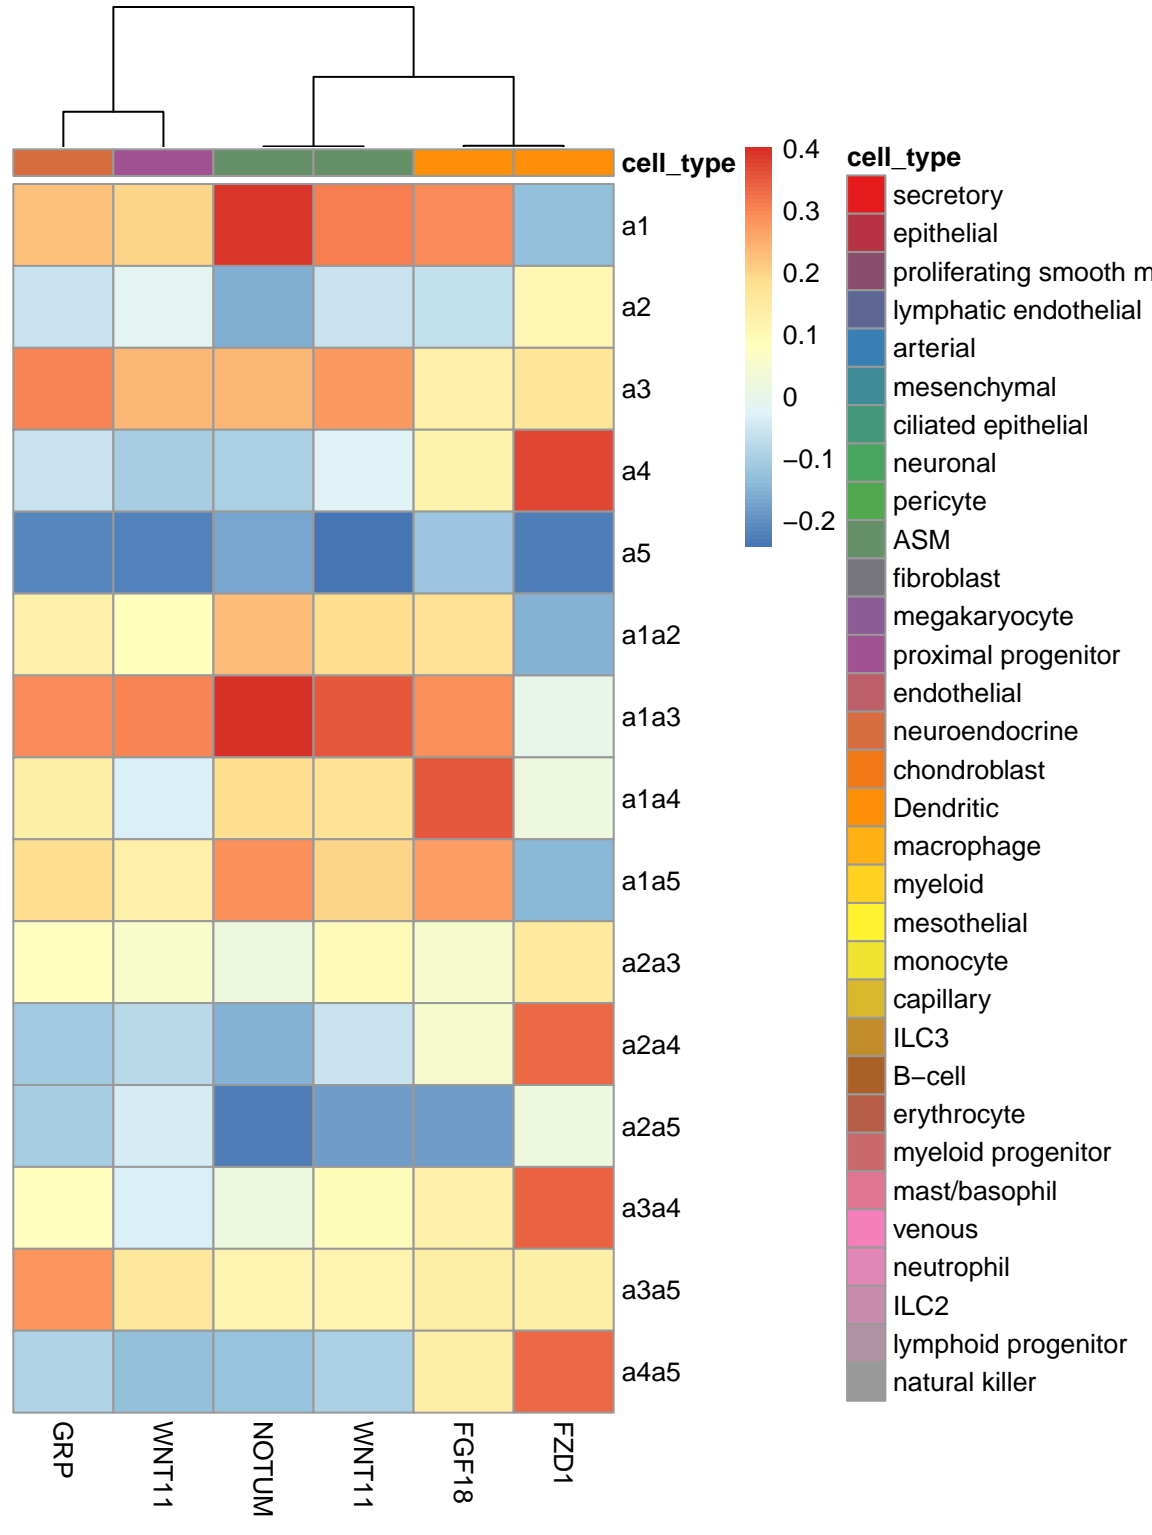 cell_type
a1
a2
a3
a4
a5
a1a2
a1a3
a1a4
a1a5
a2a3
a2a4
a2a5
a3a4
a3a5
a4a5
GRP
WNT11
NOTUM
WNT11
FGF18
FZD1
0.4
0.3
0.2
0.1
0
−0.1
−0.2
cell_type
secretory
epithelial
proliferating smooth m
lymphatic endothelial
arterial
mesenchymal
ciliated epithelial
neuronal
pericyte
ASM
fibroblast
megakaryocyte
proximal progenitor
endothelial
neuroendocrine
chondroblast
Dendritic
macrophage
myeloid
mesothelial
monocyte
capillary
ILC3
B−cell
erythrocyte
myeloid progenitor
mast/basophil
venous
neutrophil
ILC2
lymphoid progenitor
natural killer